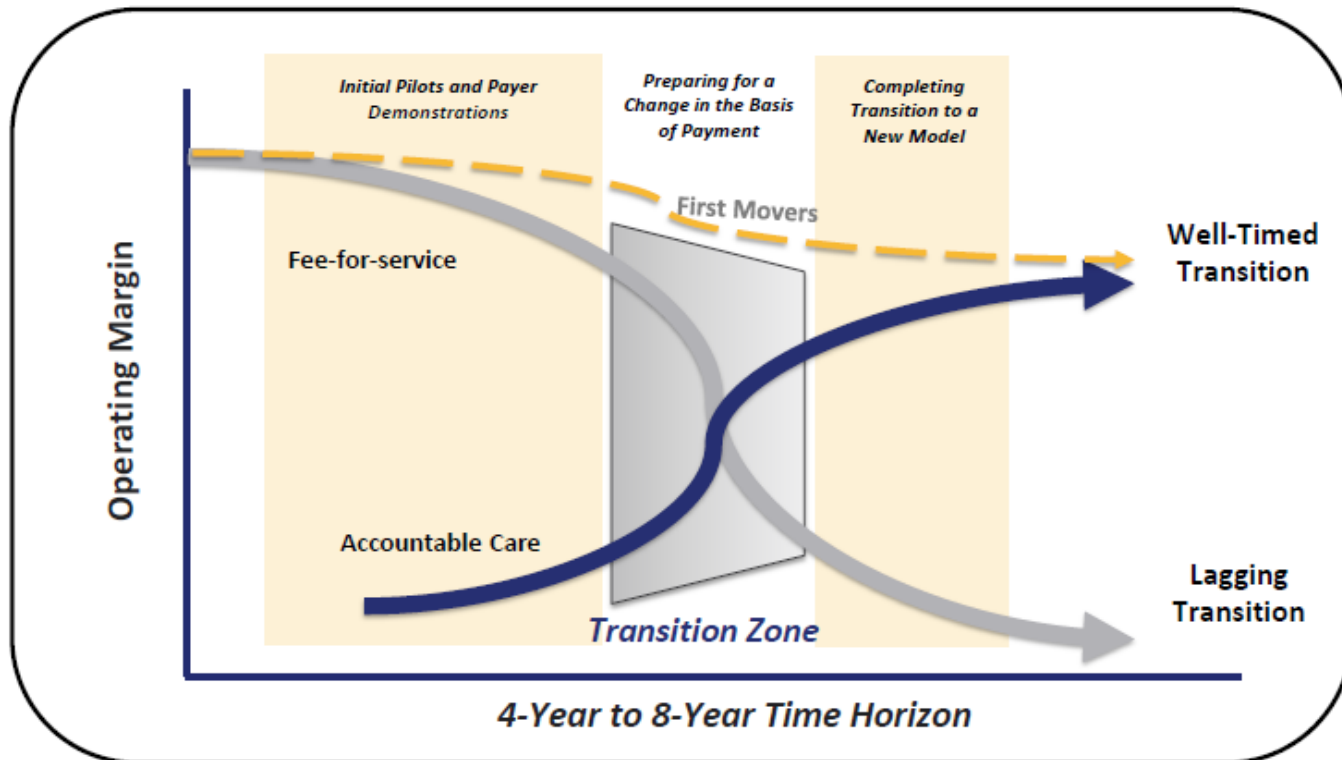 Initial Pilots and Payer
Demonstrations
Preparing for a
Change in the Basis
of Payment
Completing
Transition to a
New Model
First Movers
Well-Timed
Transition
Fee-for-service
Operating Margin
Accountable Care
Lagging
Transition
Transition Zone
4-Year to 8-Year Time Horizon